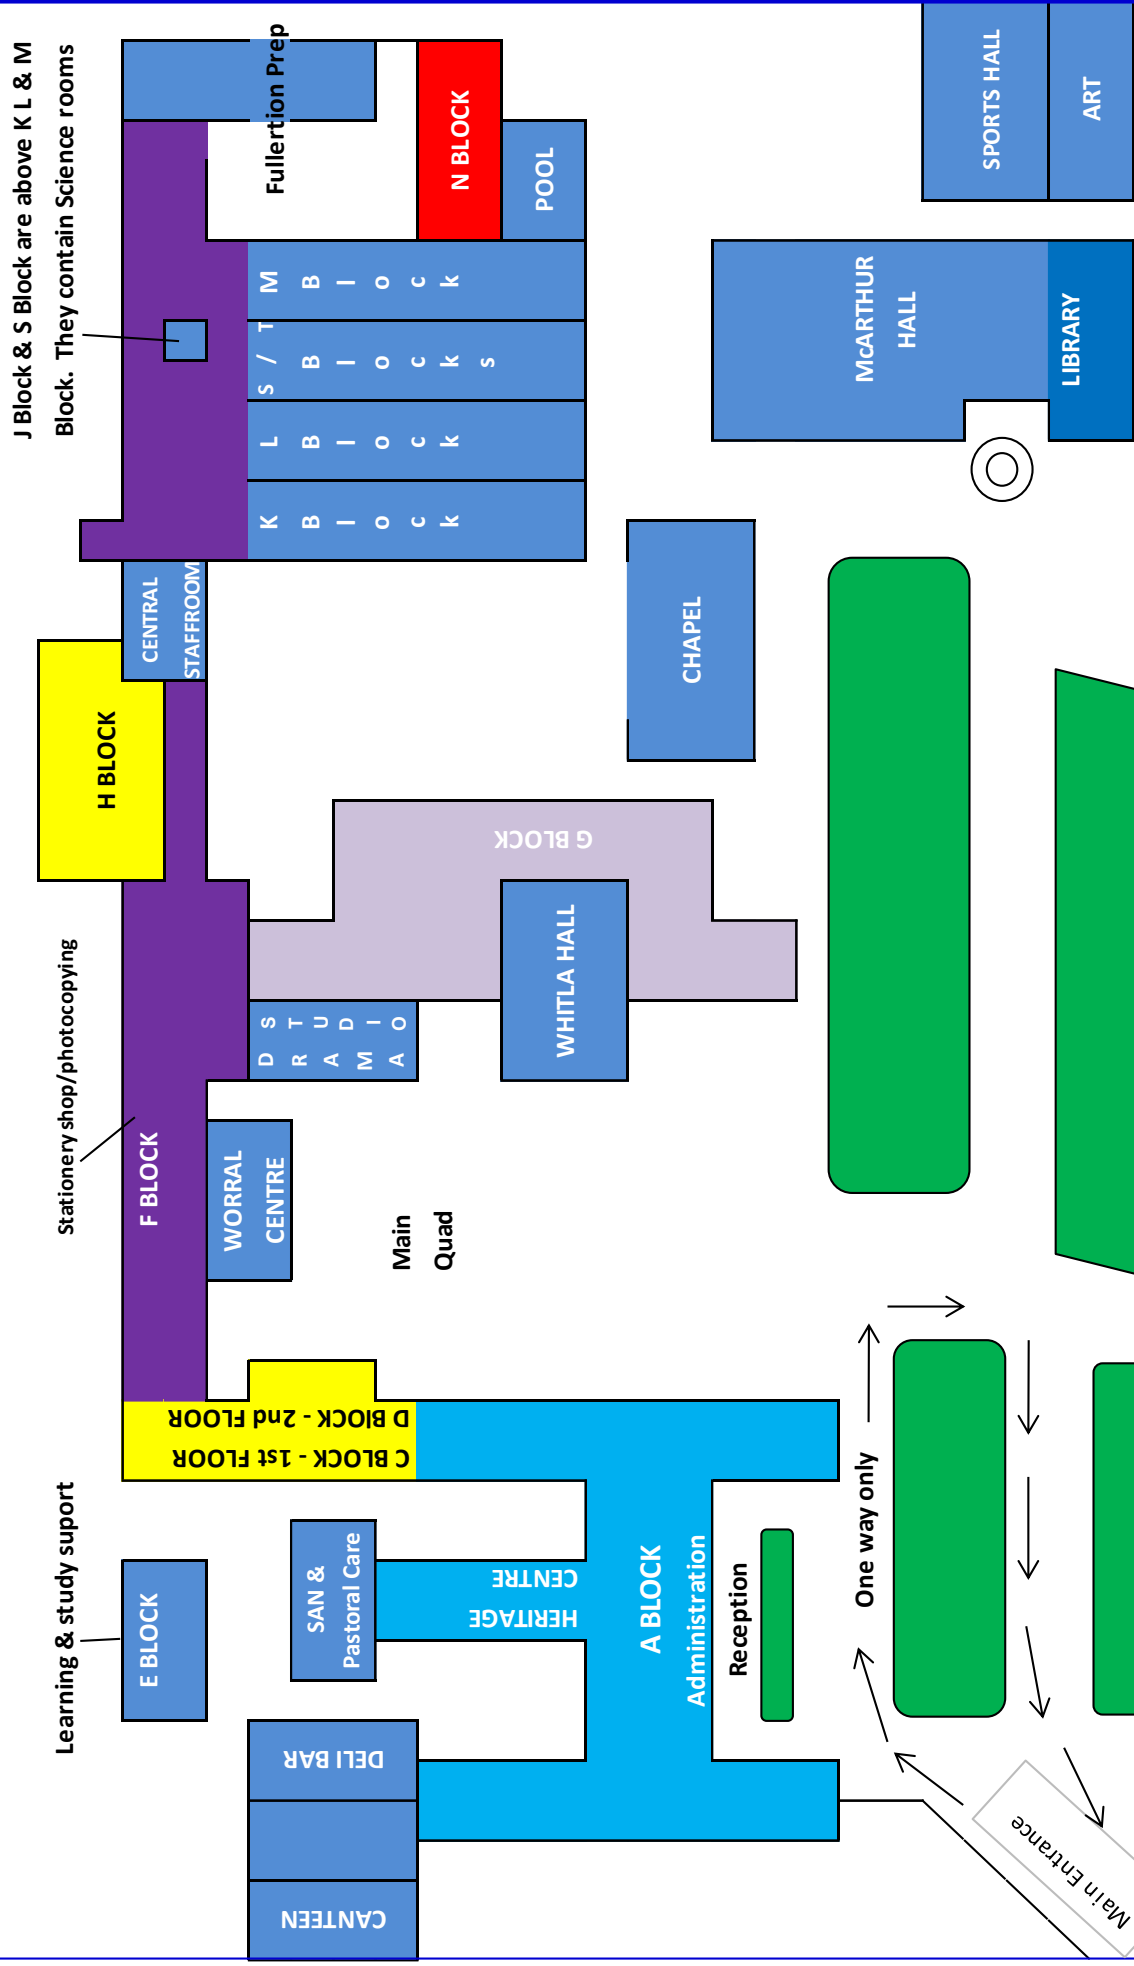 J Block & S Block are above K L & M
Block. They contain Science rooms
Stationery shop/photocopying
Learning & study suport
Fullertion Prep
N BLOCK
POOL
SPORTS HALL
ART
M Block
S / T Blocks
L Block
K Block
McARTHUR
HALL
LIBRARY
CENTRAL
STAFFROOM
H BLOCK
CHAPEL
G BLOCK
WHITLA HALL
DRAMA
STUDIO
F BLOCK
WORRAL
CENTRE
Main
Quad
D BLOCK - 2nd FLOOR
C BLOCK - 1st FLOOR
E BLOCK
SAN &
Pastoral Care
HERITAGE
CENTRE
A BLOCK
Administration
Reception
One way only
DELI BAR
CANTEEN
Main Entrance